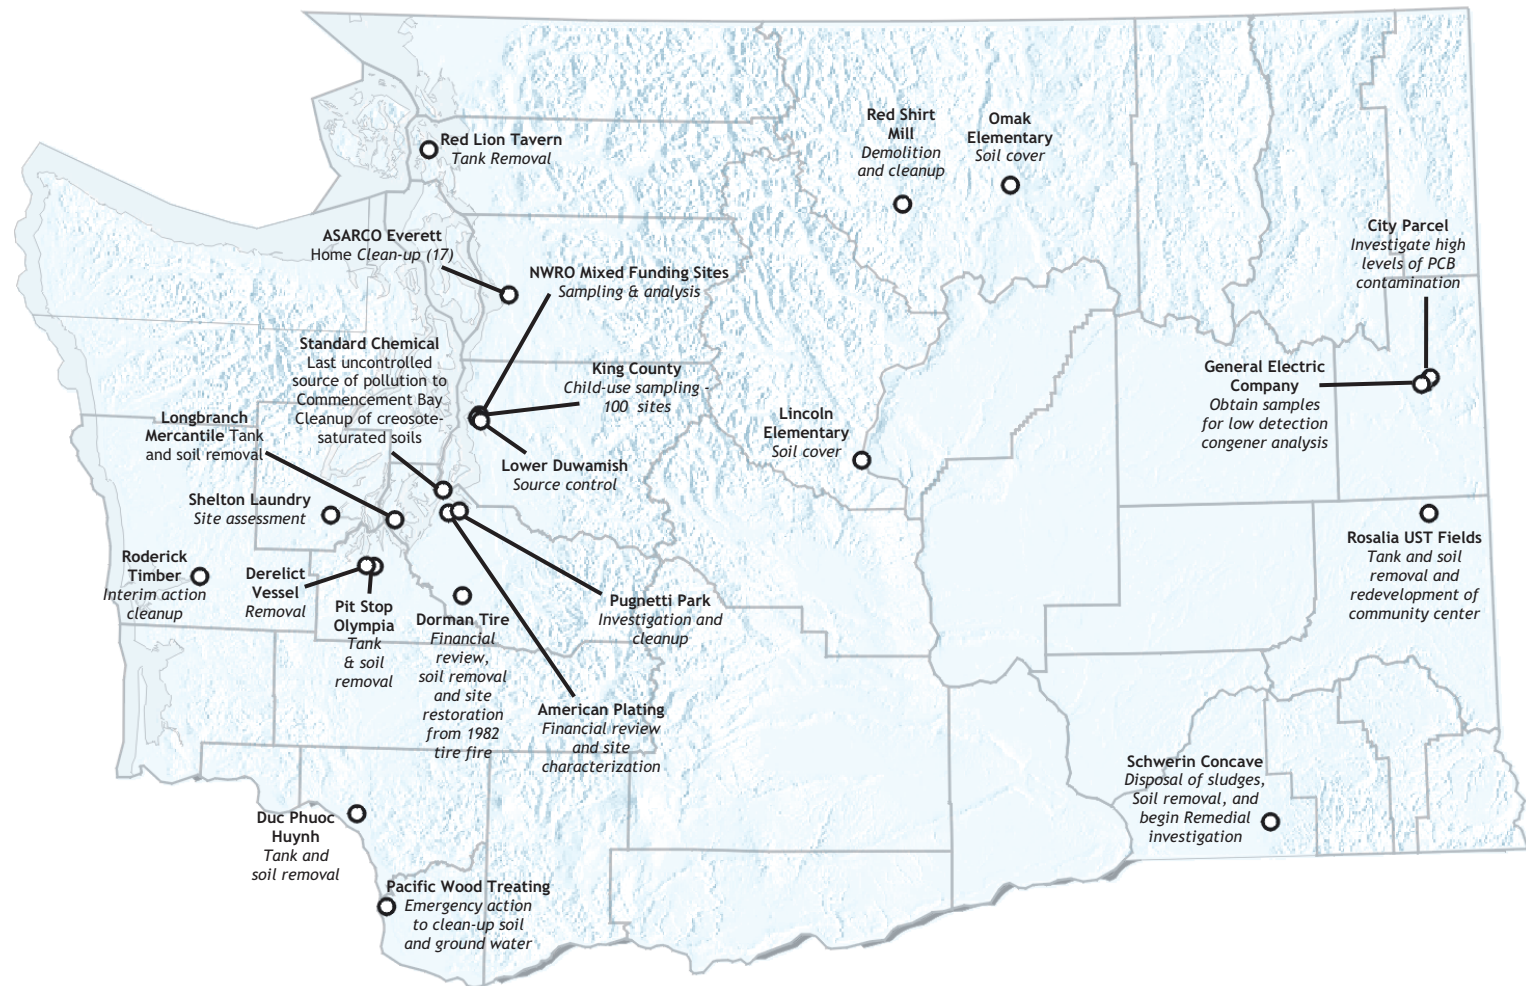 Red Lion Tavern
Tank Removal
Red Shirt
Mill
Demolition
and cleanup
Omak
Elementary
Soil cover
ASARCO Everett
Home Clean-up (17)
NWRO Mixed Funding Sites
Sampling & analysis
City Parcel
Investigate high
levels of PCB
contamination
Standard Chemical
Last uncontrolled
source of pollution to
Commencement Bay
Cleanup of creosote-
saturated soils
King County
Child-use sampling -
100 sites
General Electric
Company
Obtain samples
for low detection
congener analysis
Longbranch
Mercantile Tank
and soil removal
Lincoln
Elementary
Soil cover
Lower Duwamish
Source control
Shelton Laundry
Site assessment
Rosalia UST Fields
Tank and soil
removal and
redevelopment of
community center
Roderick
Timber
Interim action
cleanup
Derelict
Vessel
Removal
Pit Stop
Olympia
Tank
& soil
removal
Dorman Tire
Financial
review,
soil removal
and site
restoration
from 1982
tire fire
Pugnetti Park
Investigation and
cleanup
American Plating
Financial review
and site
characterization
Schwerin Concave
Disposal of sludges,
Soil removal, and
begin Remedial
investigation
Duc Phuoc
Huynh
Tank and
soil removal
Pacific Wood Treating
Emergency action
to clean-up soil
and ground water